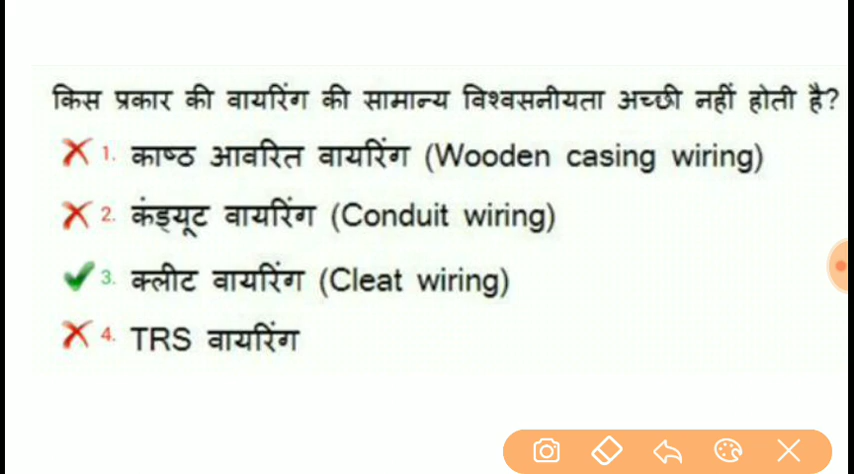 किस प्रकार की वायरिंग की सामान्य विश्वसनीयता अच्छी नहीं होती है?
1. काष्ठ आवरित वायरिंग (Wooden casing wiring)
2. कंड्यूट वायरिंग (Conduit wiring)
3. क्लीट वायरिंग (Cleat wiring)
4. TRS वायरिंग